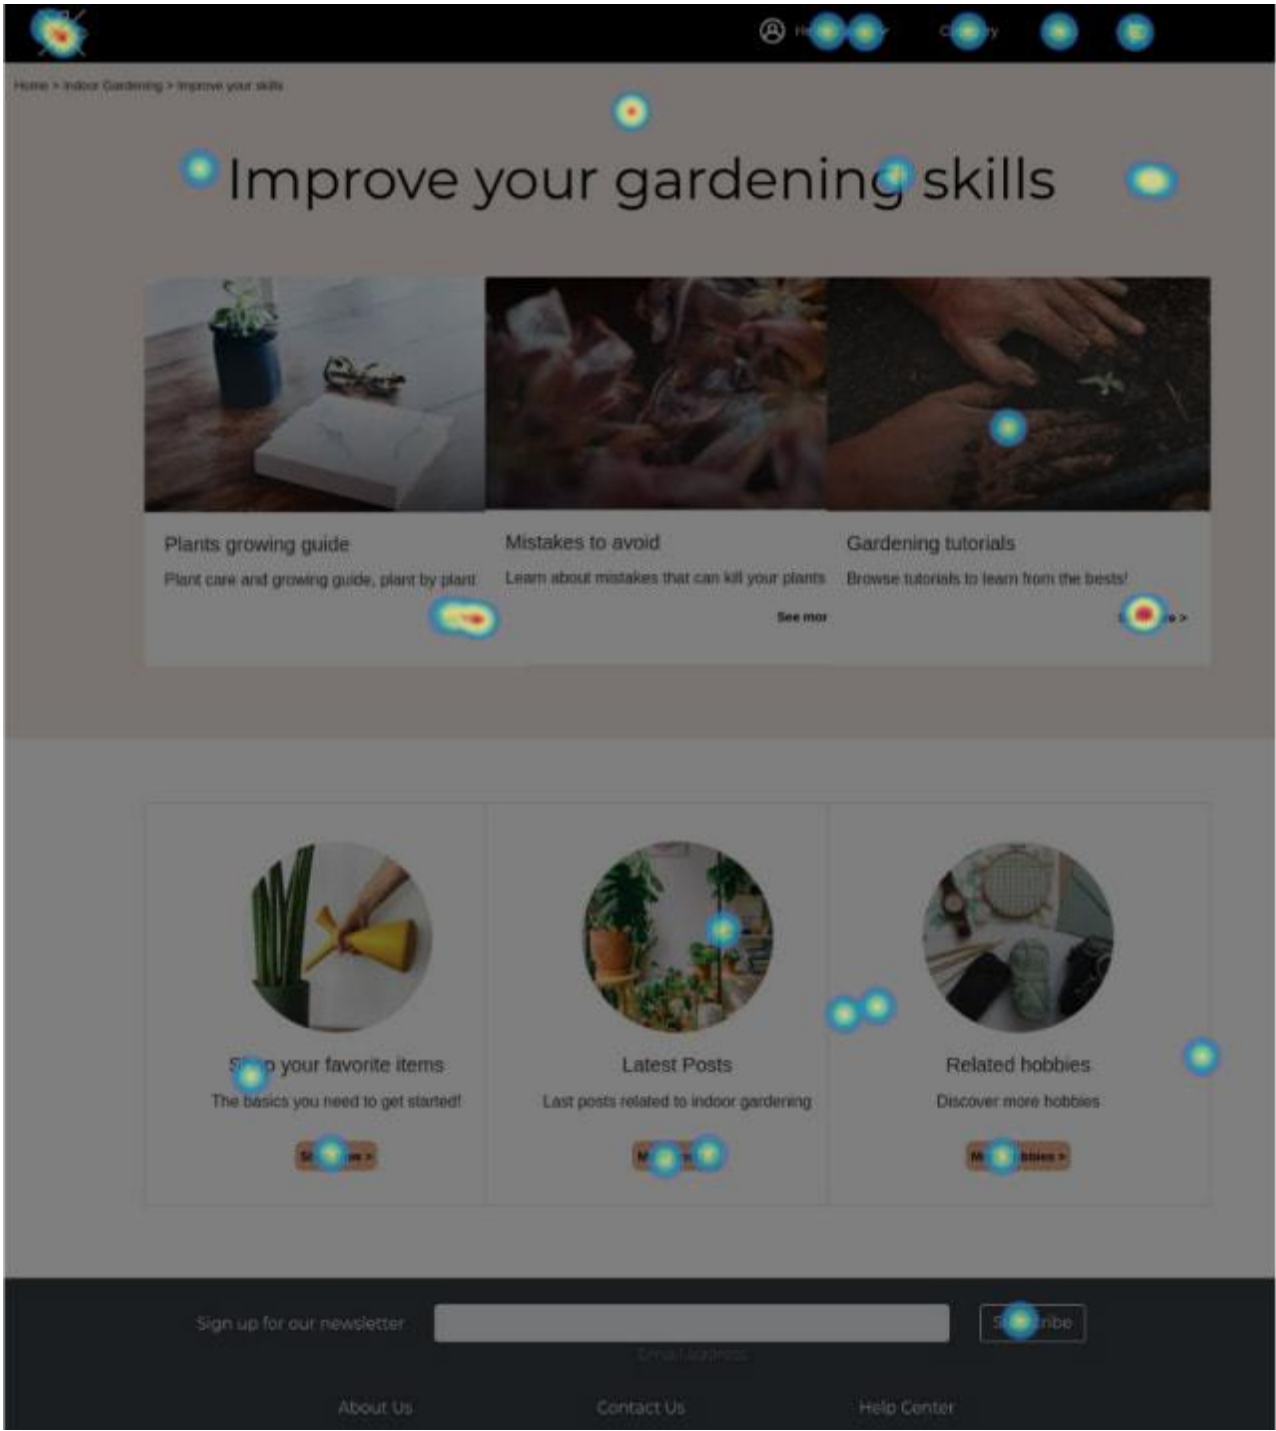 Home > Indoor Gardening > Improve your skills
Improve your gardening skills
Plants growing guide
Plant care and growing guide, plant by plant
Mistakes to avoid
Learn about mistakes that can kill your plants
See mor
Gardening tutorials
Browse tutorials to learn from the bests!
your favorite items
The basics you need to get started!
Latest Posts
Last posts related to indoor gardening
Related hobbies
Discover more hobbies
Sign up for our newsletter
Email address
About Us
Contact Us
Help Center